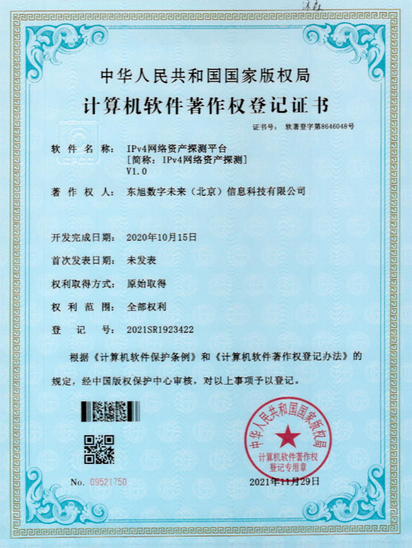 中华人民共和国国家版权局
计算机软件著作权登记证书
证书号： 软著登字第8646048号
软件名称： IPv4网络资产探测平台
[简称：IPv4网络资产探测]
V1.0
著作权人： 东旭数字未来（北京）信息科技有限公司
开发完成日期： 2020年10月15日
首次发表日期： 未发表
权利取得方式： 原始取得
权利范围： 全部权利
登记号： 2021SR1923422
根据《计算机软件保护条例》和《计算机软件著作权登记办法》的
规定，经中国版权保护中心审核，对以上事项予以登记。
中华人民共和国国家版权局
计算机软件著作权
登记专用章
No. 09521750
2021年11月29日